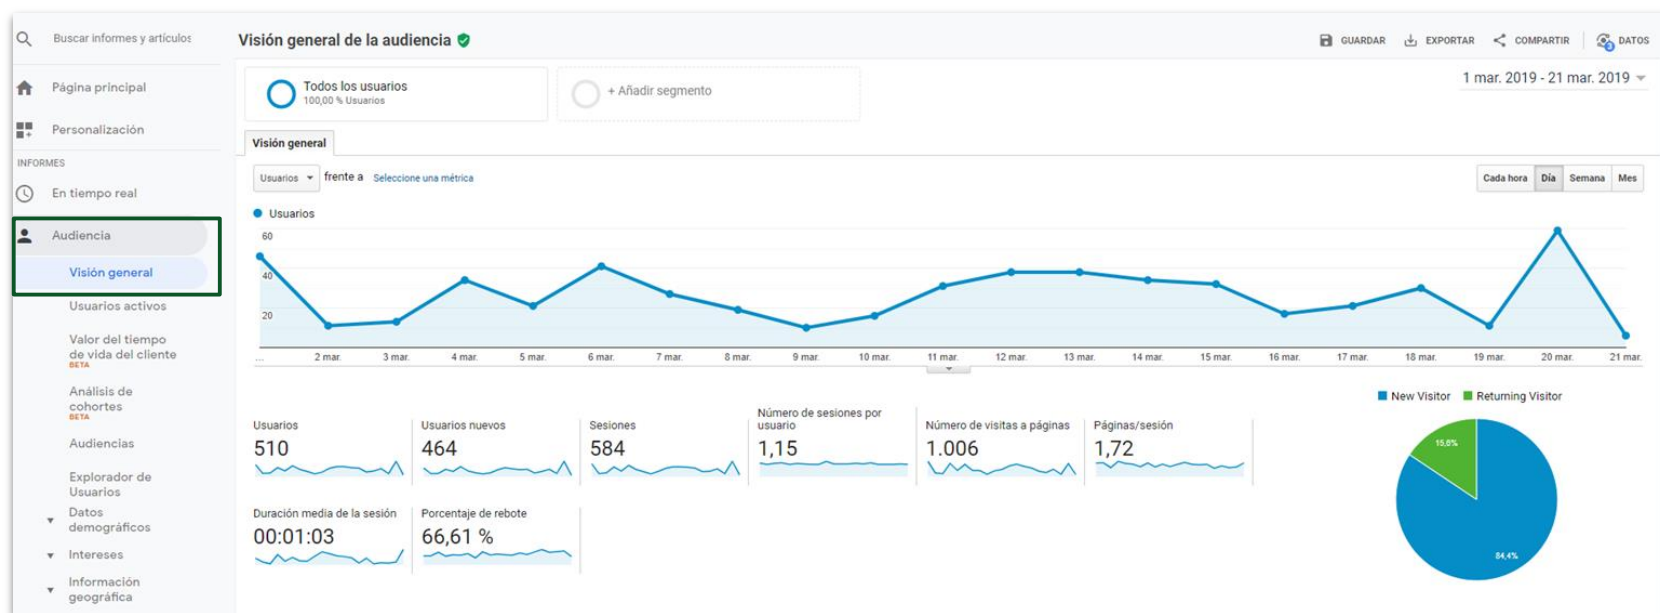 Buscar informes y artículos
Página principal
Personalización
INFORMES
En tiempo real
Audiencia
Visión general
Usuarios activos
Valor del tiempo
de vida del cliente
BETA
Análisis de
cohortes
BETA
Audiencias
Explorador de
Usuarios
Datos
demográficos
Intereses
Información
geográfica
Visión general de la audiencia
GUARDAR
EXPORTAR
COMPARTIR
3
DATOS
Todos los usuarios
100,00 % Usuarios
+ Añadir segmento
1 mar. 2019 - 21 mar. 2019
Visión general
Usuarios frente a Seleccione una métrica
Cada hora Día Semana Mes
Usuarios
60
40
20
... 2 mar. 3 mar. 4 mar. 5 mar. 6 mar. 7 mar. 8 mar. 9 mar. 10 mar. 11 mar. 12 mar. 13 mar. 14 mar. 15 mar. 16 mar. 17 mar. 18 mar. 19 mar. 20 mar. 21 mar.
Usuarios
510
Usuarios nuevos
464
Sesiones
584
Número de sesiones por
usuario
1,15
Número de visitas a páginas
1.006
Páginas/sesión
1,72
Duración media de la sesión
00:01:03
Porcentaje de rebote
66,61 %
New Visitor Returning Visitor
15,6%
84,4%